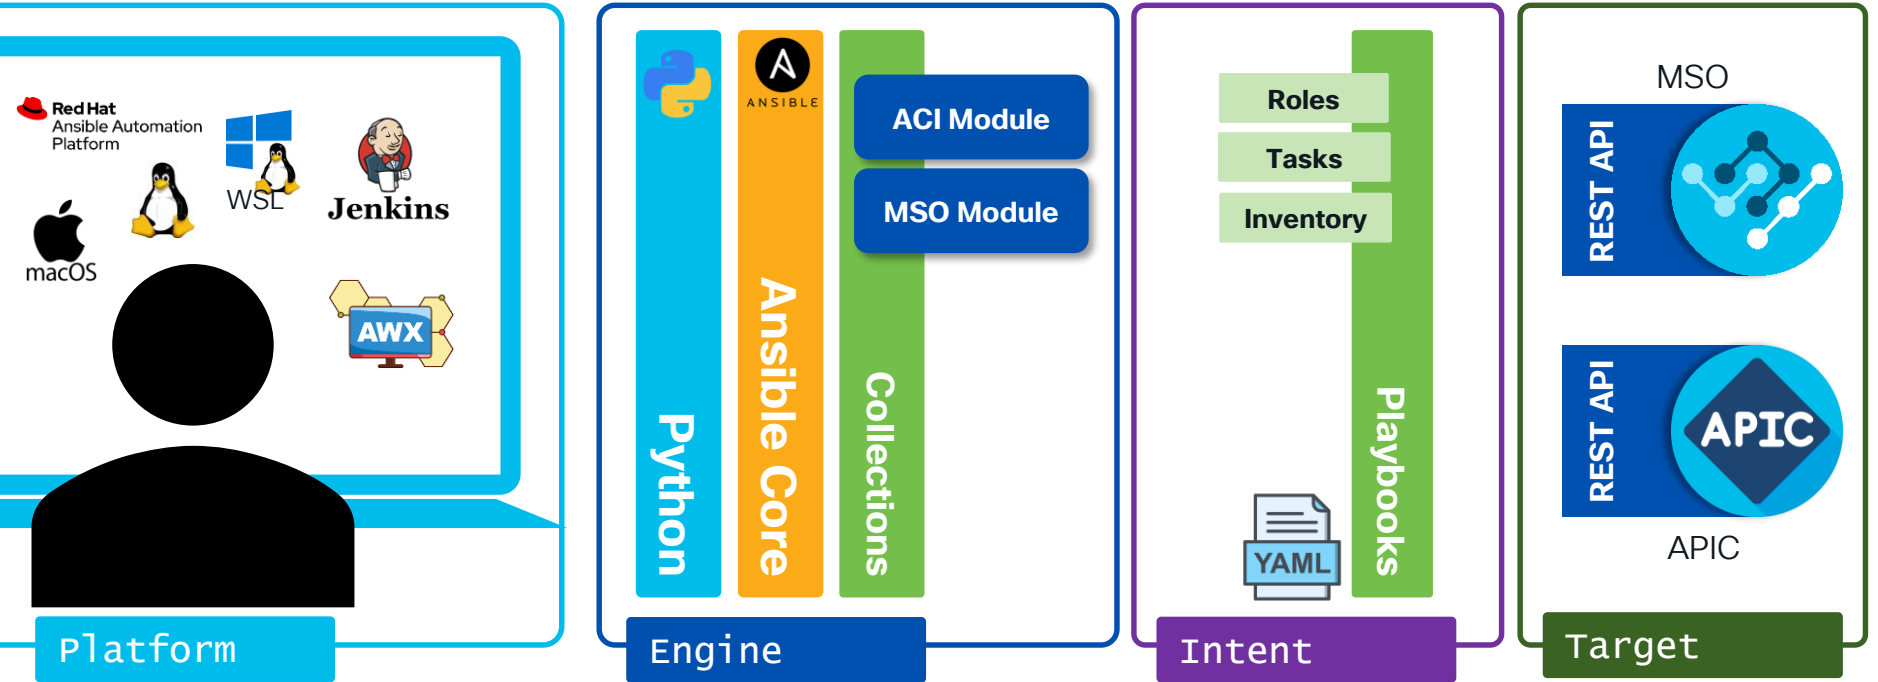 Red Hat
Ansible Automation
Platform
WSL
Jenkins
macOS
AWX
Platform
Python
ANSIBLE
Ansible Core
Collections
ACI Module
MSO Module
Engine
Roles
Tasks
Inventory
YAML
Playbooks
Intent
MSO
REST API
REST API
APIC
APIC
Target